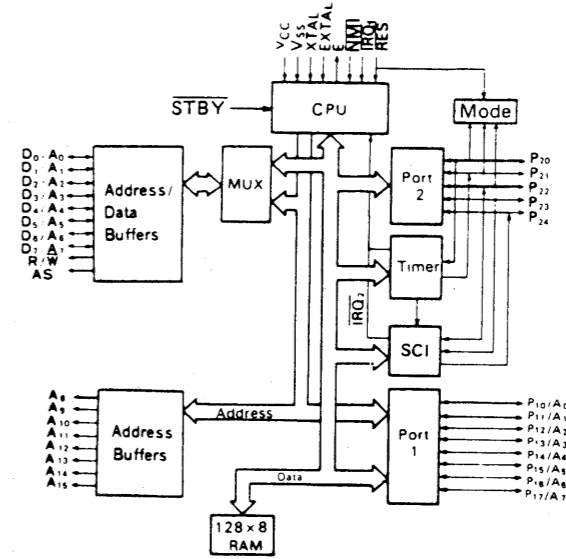 VCC
VSS
XTAL
EXTAL
E
NMI
IRQ1
RES
STBY
CPU
Mode
D0/A0
D1/A1
D2/A2
D3/A3
D4/A4
D5/A5
D6/A6
D7/A7
R/W
AS
Address/
Data
Buffers
MUX
Port
2
P20
P21
P22
P23
P24
Timer
IRQ2
SCI
A8
A9
A10
A11
A12
A13
A14
A15
Address
Buffers
Address
Data
Port
1
P10/A0
P11/A1
P12/A2
P13/A3
P14/A4
P15/A5
P16/A6
P17/A7
128×8
RAM